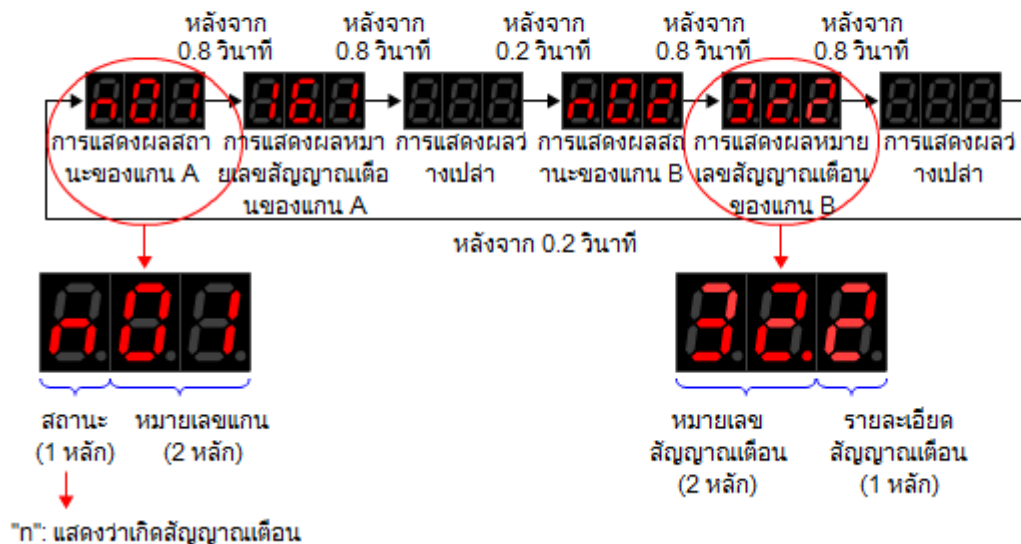 หลังจาก หลังจาก หลังจาก หลังจาก หลังจาก
0.8 วินาที 0.8 วินาที 0.2 วินาที 0.8 วินาที 0.8 วินาที
n01 16.1 n02 32.2
การแสดงผลสถา การแสดงผลหมา การแสดงผลว่ การแสดงผลสถ การแสดงผลหมาย การแสดงผลว่
นะของแกน A ยเลขสัญญาณเตือ างเปล่า านะของแกน B เลขสัญญาณเตือน างเปล่า
นของแกน A ของแกน B
หลังจาก 0.2 วินาที
n01 32.2
สถานะ หมายเลขแกน หมายเลข รายละเอียด
(1 หลัก) (2 หลัก) สัญญาณเตือน สัญญาณเตือน
(2 หลัก) (1 หลัก)
"n": แสดงว่าเกิดสัญญาณเตือน